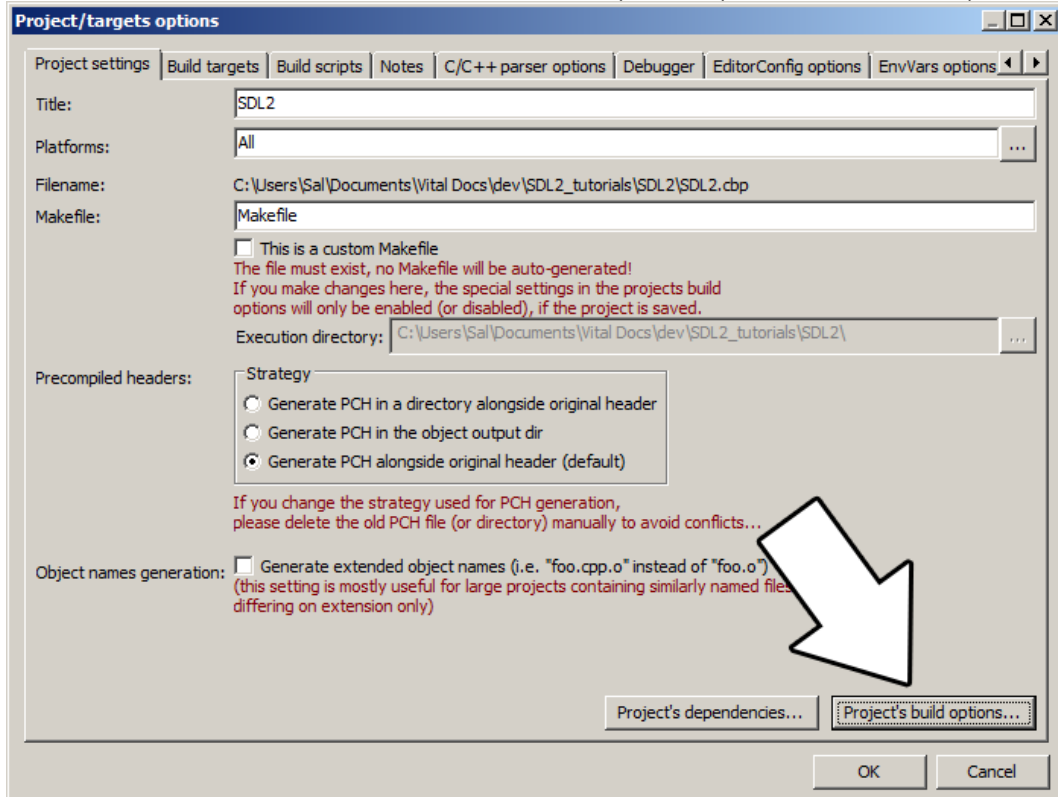 Project/targets options
Project settings Build targets Build scripts Notes C/C++ parser options Debugger EditorConfig options EnvVars options
Title: SDL2
Platforms: All ...
Filename: C:\Users\Sal\Documents\Vital Docs\dev\SDL2_tutorials\SDL2\SDL2.cbp
Makefile: Makefile
This is a custom Makefile
The file must exist, no Makefile will be auto-generated!
If you make changes here, the special settings in the projects build
options will only be enabled (or disabled), if the project is saved.
Execution directory: C:\Users\Sal\Documents\Vital Docs\dev\SDL2_tutorials\SDL2\ ...
Precompiled headers: Strategy
Generate PCH in a directory alongside original header
Generate PCH in the object output dir
Generate PCH alongside original header (default)
If you change the strategy used for PCH generation,
please delete the old PCH file (or directory) manually to avoid conflicts...
Object names generation: Generate extended object names (i.e. "foo.cpp.o" instead of "foo.o")
(this setting is mostly useful for large projects containing similarly named files
differing on extension only)
Project's dependencies... Project's build options...
OK Cancel